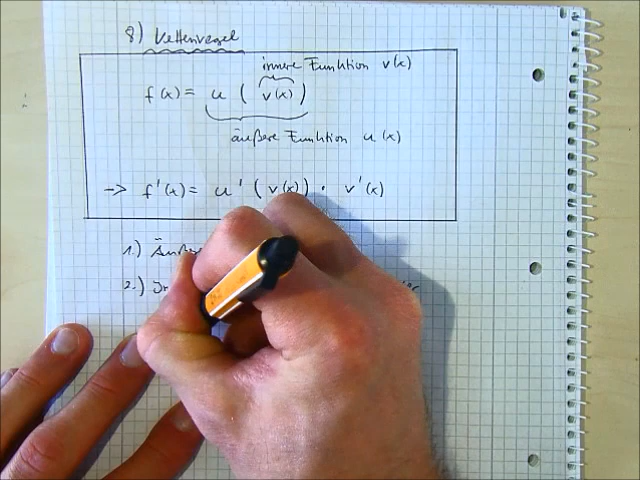 8) Kettenregel
innere Funktion v(x)
f(x) = u ( v(x) )
äußere Funktion u(x)
-> f'(x) = u' ( v(x) ) · v'(x)
1.)
2.)